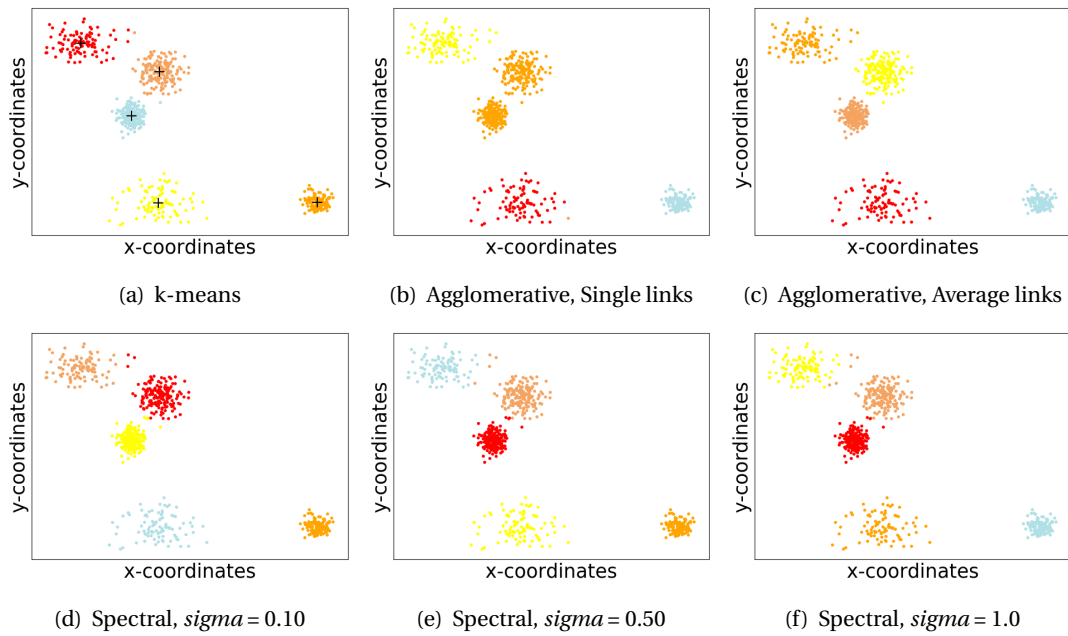 y-coordinates
x-coordinates
(a) k-means
y-coordinates
x-coordinates
(b) Agglomerative, Single links
y-coordinates
x-coordinates
(c) Agglomerative, Average links
y-coordinates
x-coordinates
(d) Spectral, sigma = 0.10
y-coordinates
x-coordinates
(e) Spectral, sigma = 0.50
y-coordinates
x-coordinates
(f) Spectral, sigma = 1.0